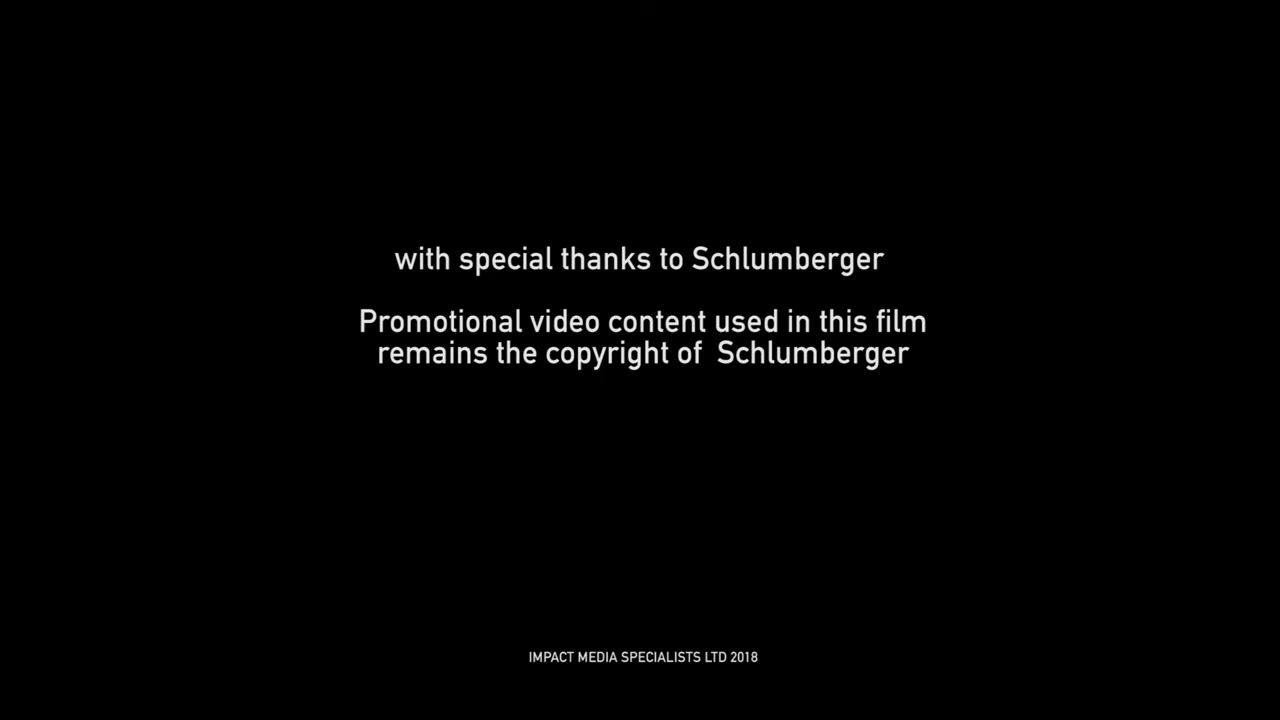 with special thanks to Schlumberger
Promotional video content used in this film
remains the copyright of Schlumberger
IMPACT MEDIA SPECIALISTS LTD 2018